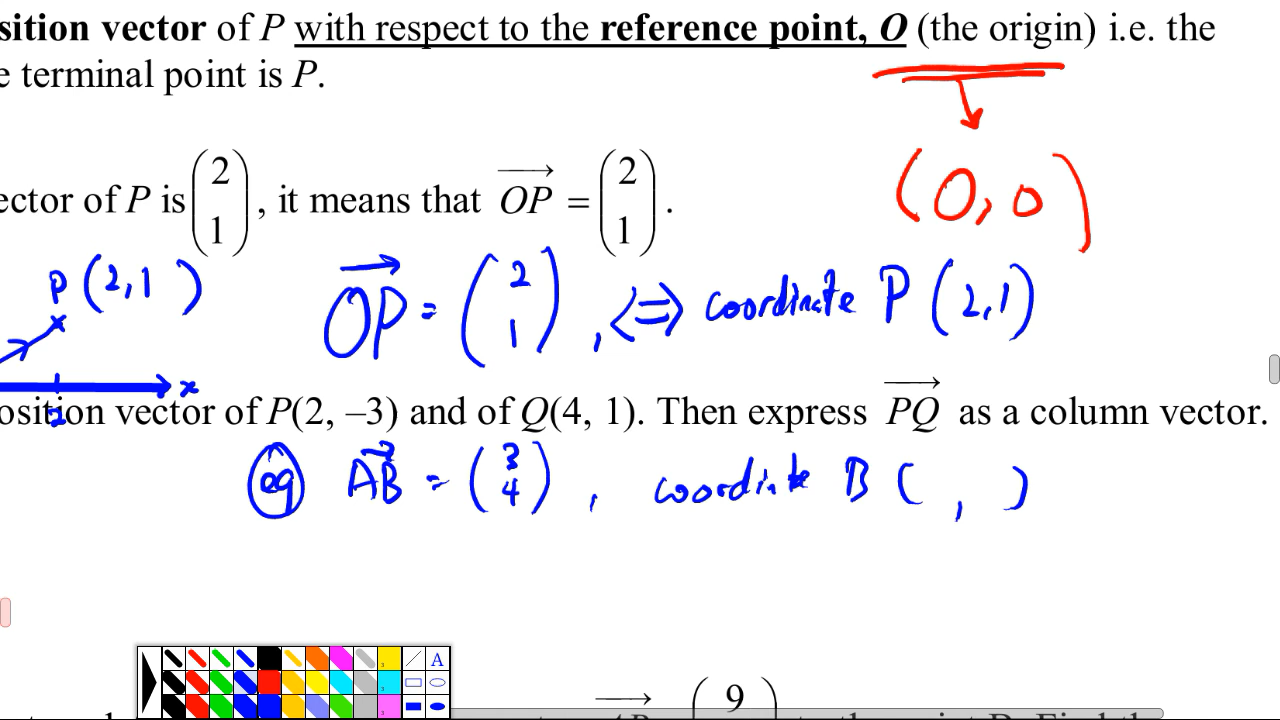 sition vector of P with respect to the reference point, O (the origin) i.e. the
e terminal point is P.
(0, 0)
ector of P is (2 1), it means that OP = (2 1).
P (2,1)
OP = (2 1), <=> coordinate P (2,1)
x
2
osition vector of P(2, –3) and of Q(4, 1). Then express PQ as a column vector.
eg AB = (3 4), coordinate B ( , )
A
9